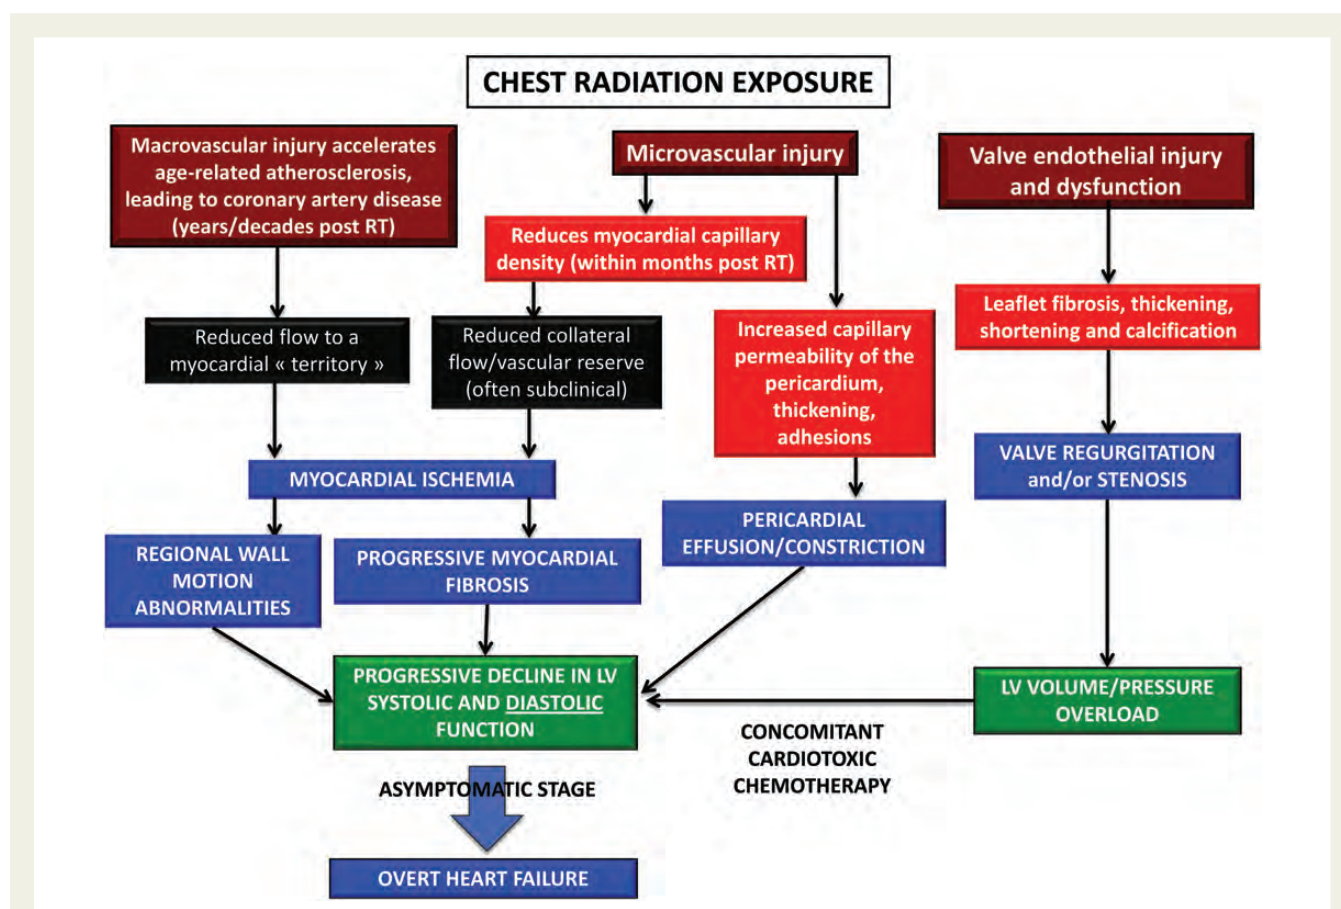 CHEST RADIATION EXPOSURE
Macrovascular injury accelerates
age-related atherosclerosis,
leading to coronary artery disease
(years/decades post RT)
Microvascular injury
Valve endothelial injury
and dysfunction
Reduces myocardial capillary
density (within months post RT)
Leaflet fibrosis, thickening,
shortening and calcification
Reduced flow to a
myocardial « territory »
Reduced collateral
flow/vascular reserve
(often subclinical)
Increased capillary
permeability of the
pericardium,
thickening,
adhesions
MYOCARDIAL ISCHEMIA
VALVE REGURGITATION
and/or STENOSIS
REGIONAL WALL
MOTION
ABNORMALITIES
PROGRESSIVE MYOCARDIAL
FIBROSIS
PERICARDIAL
EFFUSION/CONSTRICTION
PROGRESSIVE DECLINE IN LV
SYSTOLIC AND DIASTOLIC
FUNCTION
LV VOLUME/PRESSURE
OVERLOAD
CONCOMITANT
CARDIOTOXIC
CHEMOTHERAPY
ASYMPTOMATIC STAGE
OVERT HEART FAILURE